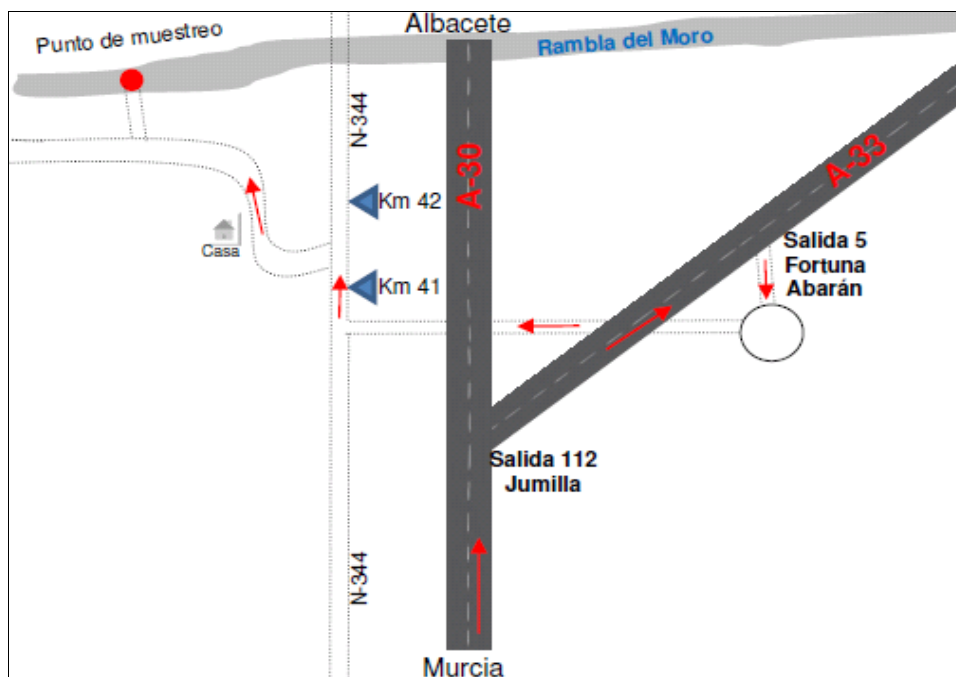 Albacete
Punto de muestreo
Rambla del Moro
N-344
A-30
A-33
Km 42
Casa
Salida 5
Fortuna
Abarán
Km 41
Salida 112
Jumilla
N-344
Murcia